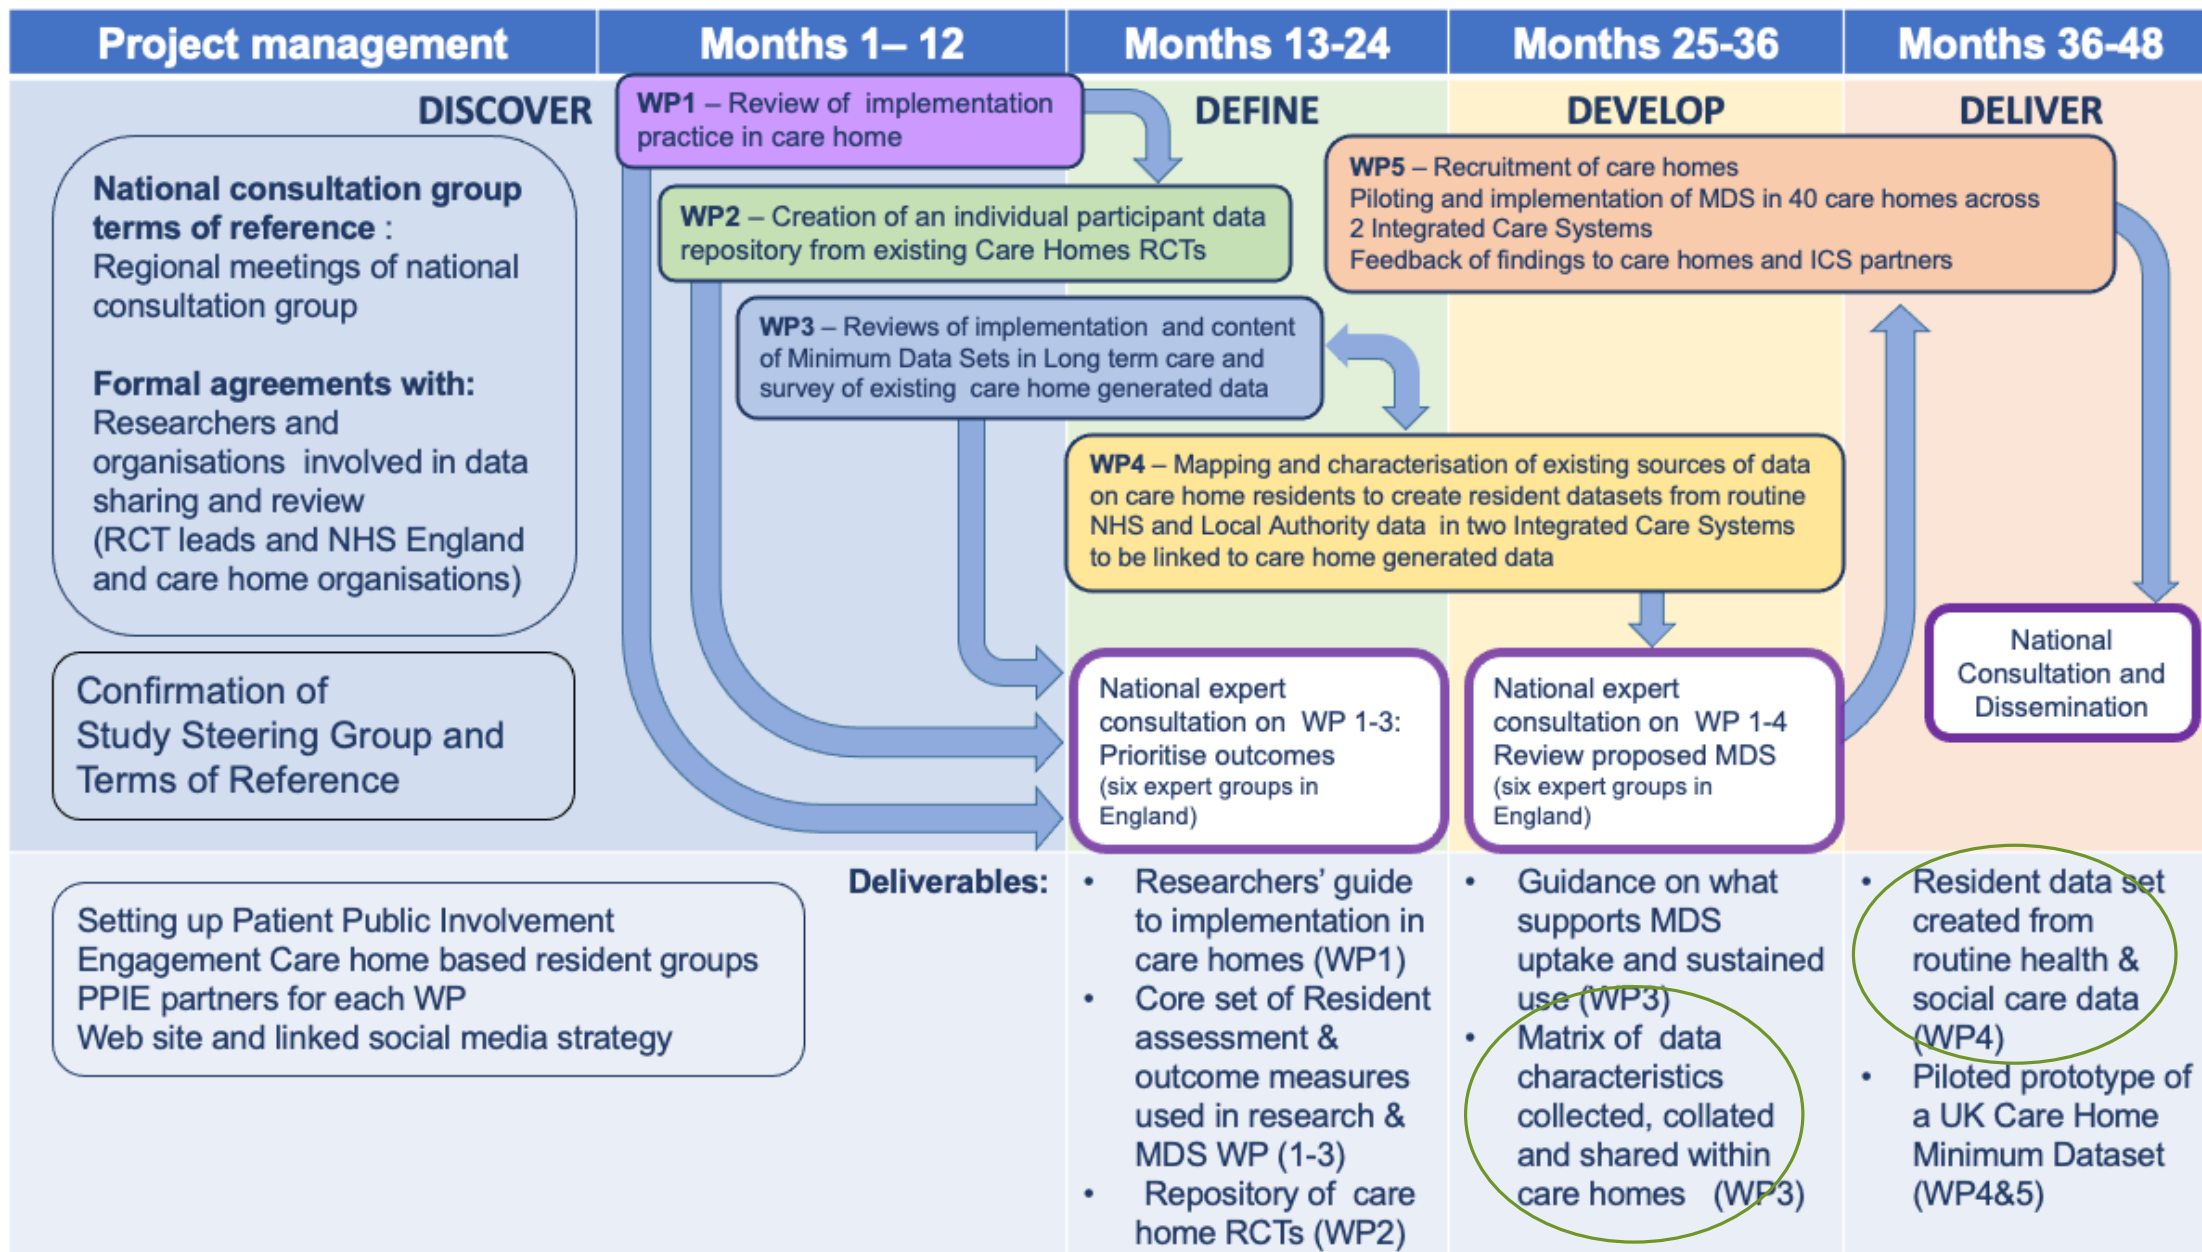 Project management
Months 1– 12
Months 13-24
Months 25-36
Months 36-48
DISCOVER
DEFINE
DEVELOP
DELIVER
National consultation group
terms of reference :
Regional meetings of national
consultation group
Formal agreements with:
Researchers and
organisations involved in data
sharing and review
(RCT leads and NHS England
and care home organisations)
Confirmation of
Study Steering Group and
Terms of Reference
WP1 – Review of implementation
practice in care home
WP2 – Creation of an individual participant data
repository from existing Care Homes RCTs
WP3 – Reviews of implementation and content
of Minimum Data Sets in Long term care and
survey of existing care home generated data
WP4 – Mapping and characterisation of existing sources of data
on care home residents to create resident datasets from routine
NHS and Local Authority data in two Integrated Care Systems
to be linked to care home generated data
WP5 – Recruitment of care homes
Piloting and implementation of MDS in 40 care homes across
2 Integrated Care Systems
Feedback of findings to care homes and ICS partners
National expert
consultation on WP 1-3:
Prioritise outcomes
(six expert groups in
England)
National expert
consultation on WP 1-4
Review proposed MDS
(six expert groups in
England)
National
Consultation and
Dissemination
Setting up Patient Public Involvement
Engagement Care home based resident groups
PPIE partners for each WP
Web site and linked social media strategy
Deliverables:
• Researchers’ guide
to implementation in
care homes (WP1)
• Core set of Resident
assessment &
outcome measures
used in research &
MDS WP (1-3)
• Repository of care
home RCTs (WP2)
• Guidance on what
supports MDS
uptake and sustained
use (WP3)
• Matrix of data
characteristics
collected, collated
and shared within
care homes (WP3)
• Resident data set
created from
routine health &
social care data
(WP4)
• Piloted prototype of
a UK Care Home
Minimum Dataset
(WP4&5)